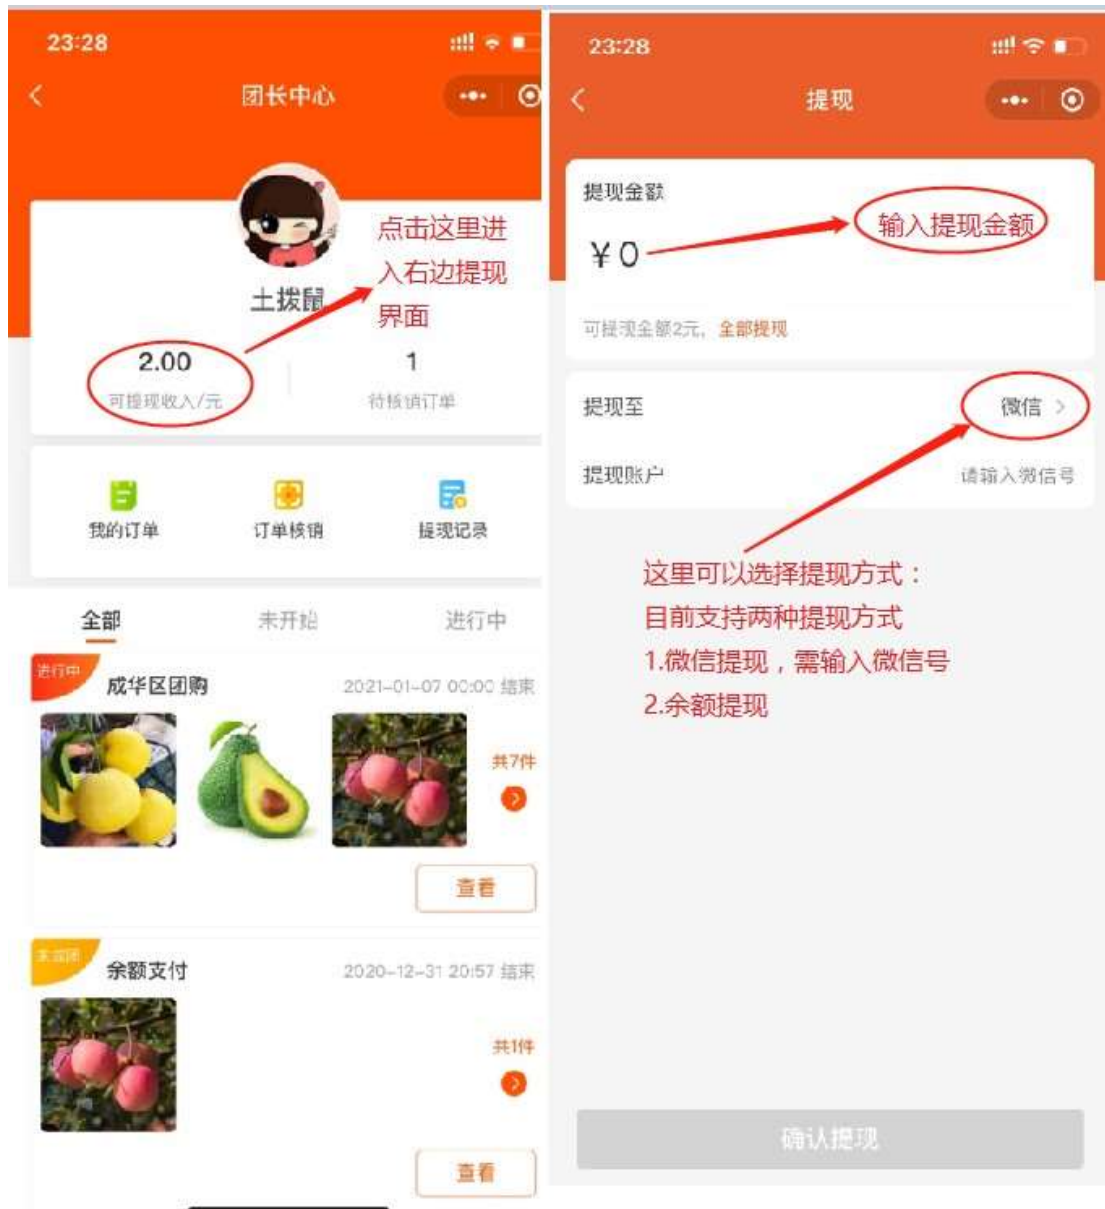 23:28
团长中心
点击这里进
入右边提现
界面
土拨鼠
2.00
可提现收入/元
1
待核销订单
我的订单
订单核销
提现记录
全部
未开始
进行中
进行中
成华区团购
2021-01-07 00:00 结束
共7件
查看
未成团
余额支付
2020-12-31 20:57 结束
共1件
查看
23:28
提现
提现金额
输入提现金额
¥0
可提现金额2元，全部提现
提现至
微信
提现账户
请输入微信号
这里可以选择提现方式：
目前支持两种提现方式
1.微信提现，需输入微信号
2.余额提现
确认提现